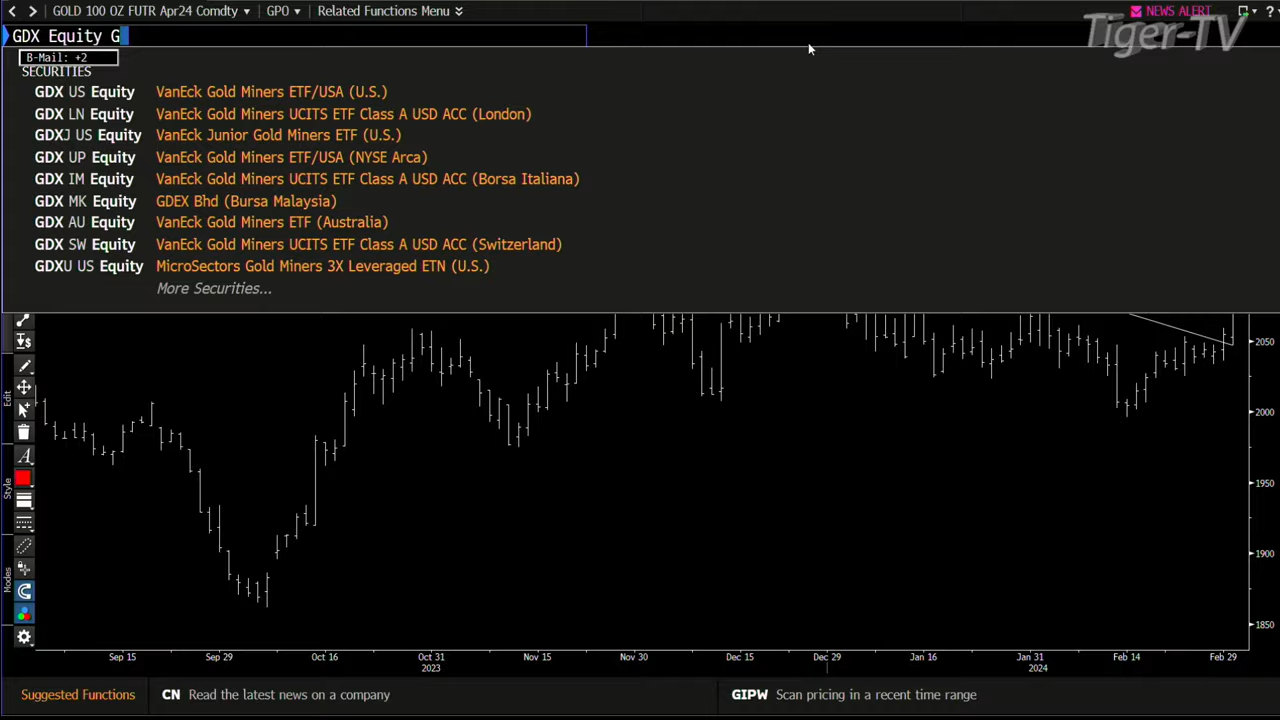 GOLD 100 OZ FUTR Apr24 Comdty GPO Related Functions Menu NEWS ALERT ?
Tiger-TV
GDX Equity G
B-Mail: +2
SECURITIES
GDX US Equity VanEck Gold Miners ETF/USA (U.S.)
GDX LN Equity VanEck Gold Miners UCITS ETF Class A USD ACC (London)
GDXJ US Equity VanEck Junior Gold Miners ETF (U.S.)
GDX UP Equity VanEck Gold Miners ETF/USA (NYSE Arca)
GDX IM Equity VanEck Gold Miners UCITS ETF Class A USD ACC (Borsa Italiana)
GDX MK Equity GDEX Bhd (Bursa Malaysia)
GDX AU Equity VanEck Gold Miners ETF (Australia)
GDX SW Equity VanEck Gold Miners UCITS ETF Class A USD ACC (Switzerland)
GDXU US Equity MicroSectors Gold Miners 3X Leveraged ETN (U.S.)
More Securities...
$
Edit
A
Style
Modes
2050
2000
1950
1900
1850
Sep 15 Sep 29 Oct 16 Oct 31 Nov 15 Nov 30 Dec 15 Dec 29 Jan 16 Jan 31 Feb 14 Feb 29
2023 2024
Suggested Functions CN Read the latest news on a company GIPW Scan pricing in a recent time range